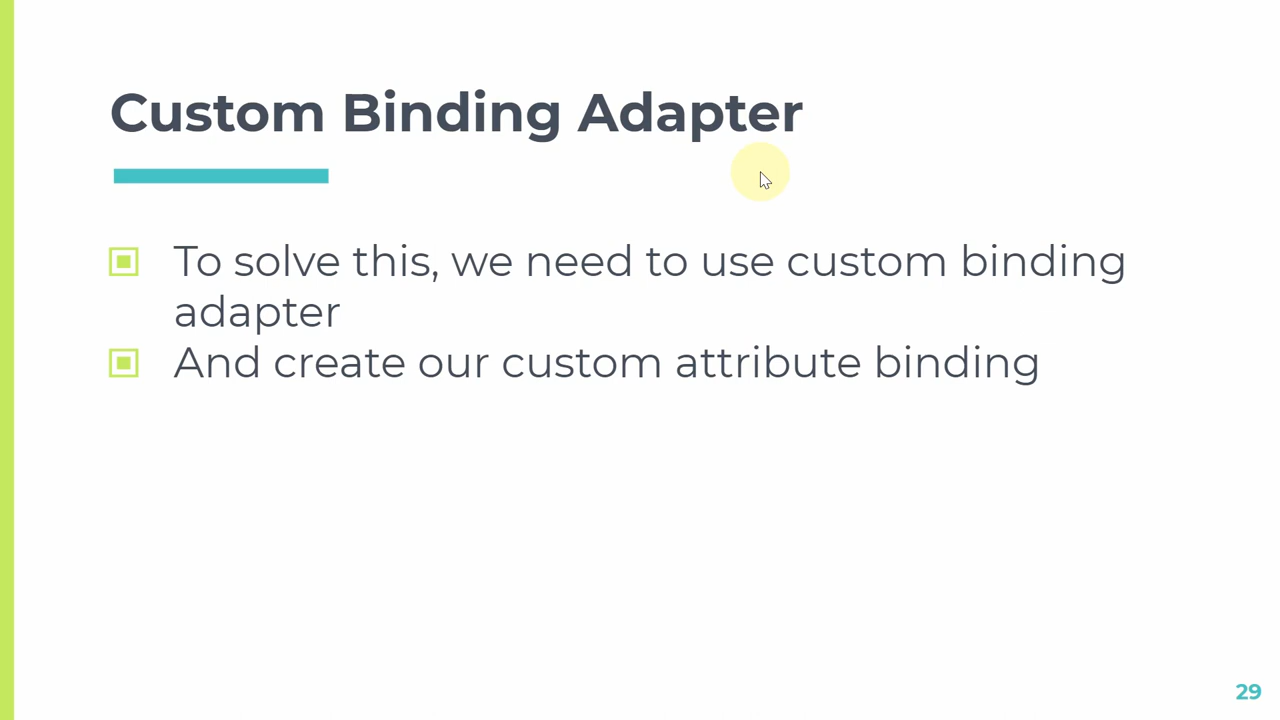 Custom Binding Adapter
To solve this, we need to use custom binding
adapter
And create our custom attribute binding
29